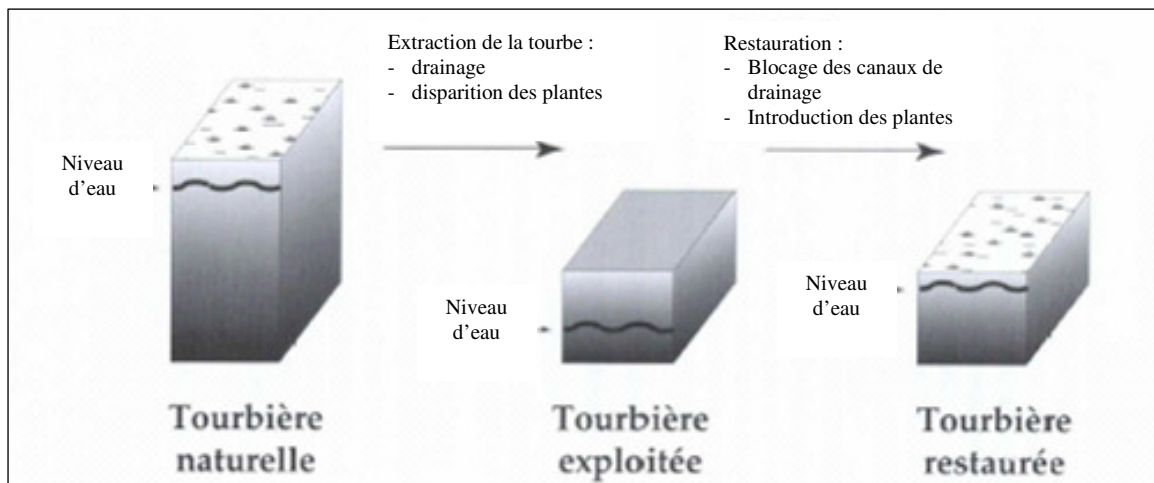 Extraction de la tourbe :
- drainage
- disparition des plantes
Restauration :
- Blocage des canaux de
drainage
- Introduction des plantes
Niveau
d’eau
Niveau
d’eau
Niveau
d’eau
Tourbière
naturelle
Tourbière
exploitée
Tourbière
restaurée